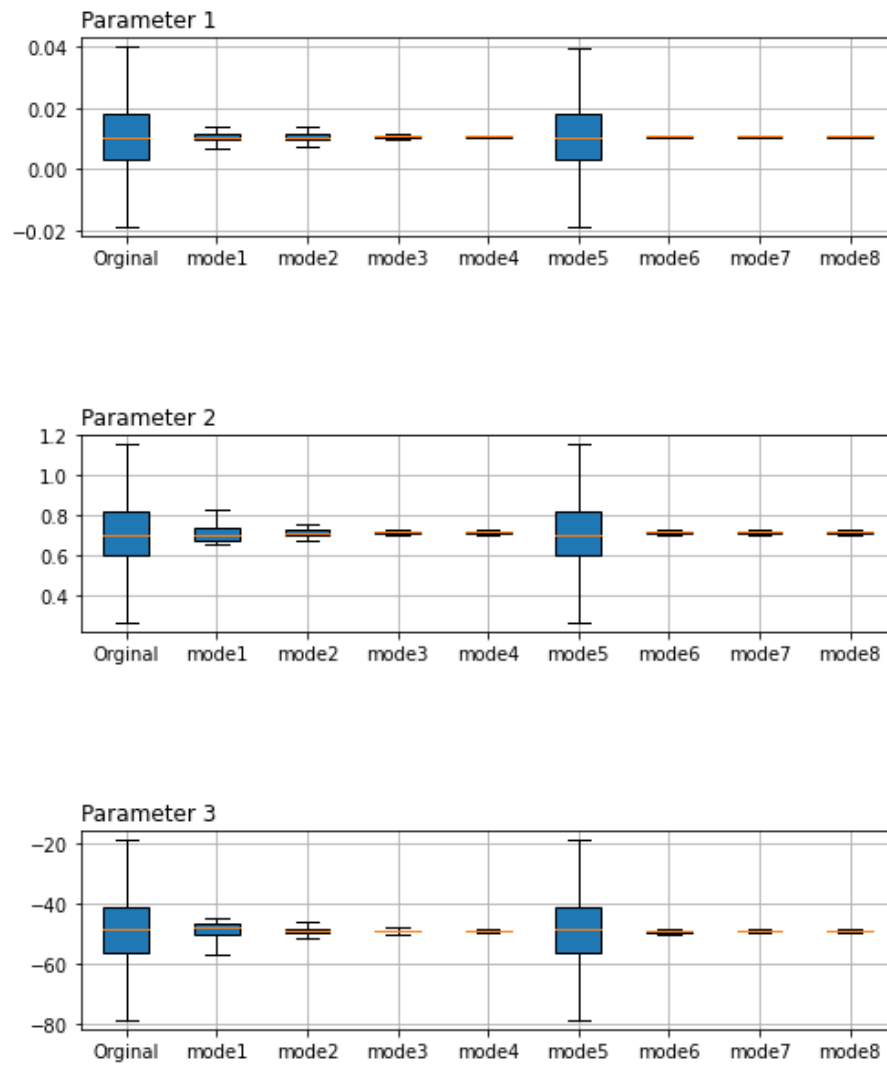 Parameter 1
0.04
0.02
0.00
−0.02
Orginal mode1 mode2 mode3 mode4 mode5 mode6 mode7 mode8
Parameter 2
1.2
1.0
0.8
0.6
0.4
Orginal mode1 mode2 mode3 mode4 mode5 mode6 mode7 mode8
Parameter 3
−20
−40
−60
−80
Orginal mode1 mode2 mode3 mode4 mode5 mode6 mode7 mode8